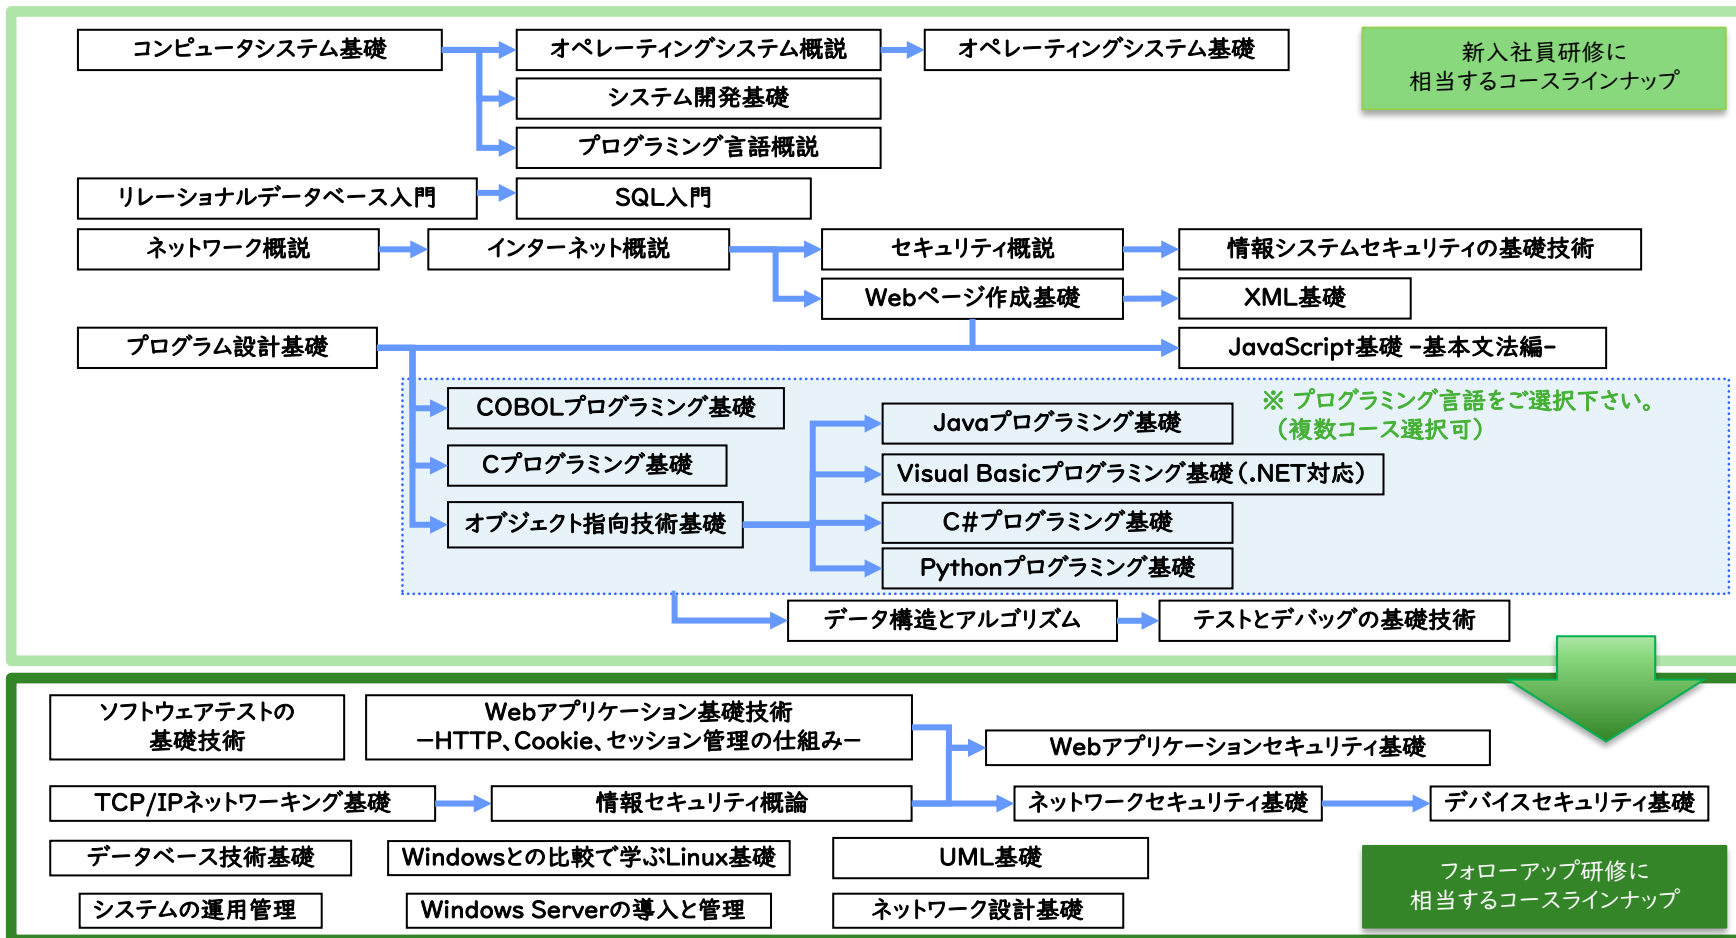 コンピュータシステム基礎
オペレーティングシステム概説
オペレーティングシステム基礎
新入社員研修に
相当するコースラインナップ
システム開発基礎
プログラミング言語概説
リレーショナルデータベース入門
SQL入門
ネットワーク概説
インターネット概説
セキュリティ概説
情報システムセキュリティの基礎技術
Webページ作成基礎
XML基礎
プログラム設計基礎
JavaScript基礎 -基本文法編-
COBOLプログラミング基礎
Cプログラミング基礎
オブジェクト指向技術基礎
Javaプログラミング基礎
Visual Basicプログラミング基礎(.NET対応)
C#プログラミング基礎
Pythonプログラミング基礎
※ プログラミング言語をご選択下さい。
(複数コース選択可)
データ構造とアルゴリズム
テストとデバッグの基礎技術
ソフトウェアテストの
基礎技術
Webアプリケーション基礎技術
－HTTP、Cookie、セッション管理の仕組み－
Webアプリケーションセキュリティ基礎
TCP/IPネットワーキング基礎
情報セキュリティ概論
ネットワークセキュリティ基礎
デバイスセキュリティ基礎
データベース技術基礎
Windowsとの比較で学ぶLinux基礎
UML基礎
システムの運用管理
Windows Serverの導入と管理
ネットワーク設計基礎
フォローアップ研修に
相当するコースラインナップ